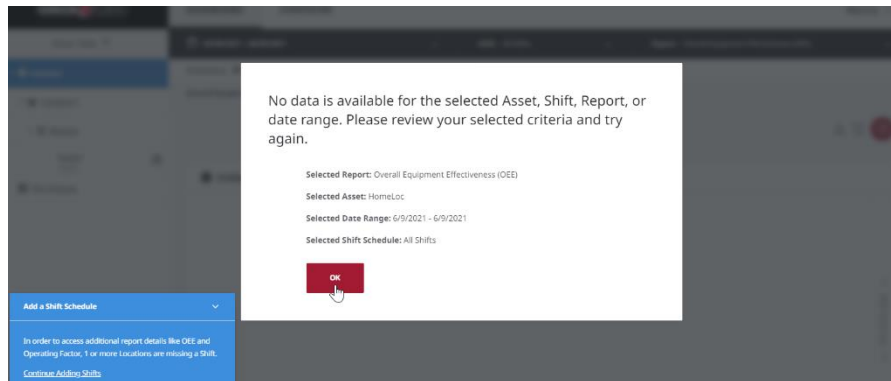 No data is available for the selected Asset, Shift, Report, or
date range. Please review your selected criteria and try
again.
Selected Report: Overall Equipment Effectiveness (OEE)
Selected Asset: HomeLoc
Selected Date Range: 6/9/2021 - 6/9/2021
Selected Shift Schedule: All Shifts
OK
Add a Shift Schedule
In order to access additional report details like OEE and
Operating Factor, 1 or more Locations are missing a Shift.
Continue Adding Shifts